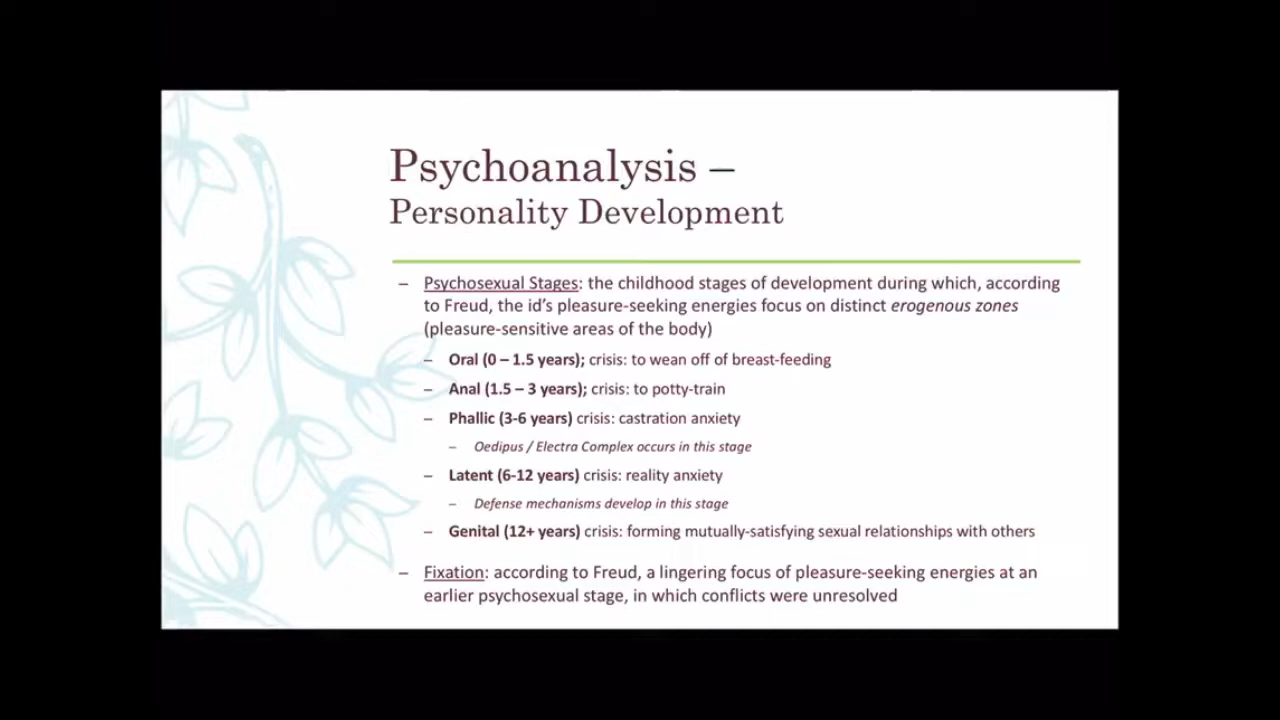 Psychoanalysis –
Personality Development
– Psychosexual Stages: the childhood stages of development during which, according
to Freud, the id's pleasure-seeking energies focus on distinct erogenous zones
(pleasure-sensitive areas of the body)
– Oral (0 – 1.5 years); crisis: to wean off of breast-feeding
– Anal (1.5 – 3 years); crisis: to potty-train
– Phallic (3-6 years) crisis: castration anxiety
– Oedipus / Electra Complex occurs in this stage
– Latent (6-12 years) crisis: reality anxiety
– Defense mechanisms develop in this stage
– Genital (12+ years) crisis: forming mutually-satisfying sexual relationships with others
– Fixation: according to Freud, a lingering focus of pleasure-seeking energies at an
earlier psychosexual stage, in which conflicts were unresolved